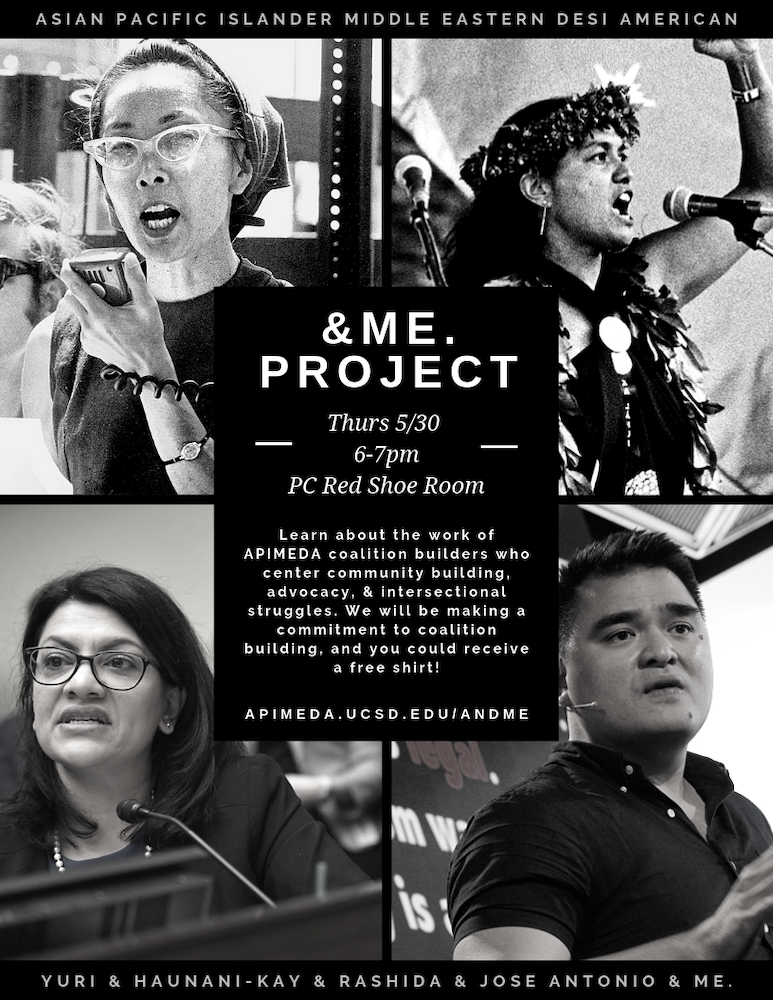 ASIAN PACIFIC ISLANDER MIDDLE EASTERN DESI AMERICAN
&ME.
PROJECT
Thurs 5/30
6-7pm
PC Red Shoe Room
Learn about the work of
APIMEDA coalition builders who
center community building,
advocacy, & intersectional
struggles. We will be making a
commitment to coalition
building, and you could receive
a free shirt!
APIMEDA.UCSD.EDU/ANDME
legal.
YURI & HAUNANI-KAY & RASHIDA & JOSE ANTONIO & ME.